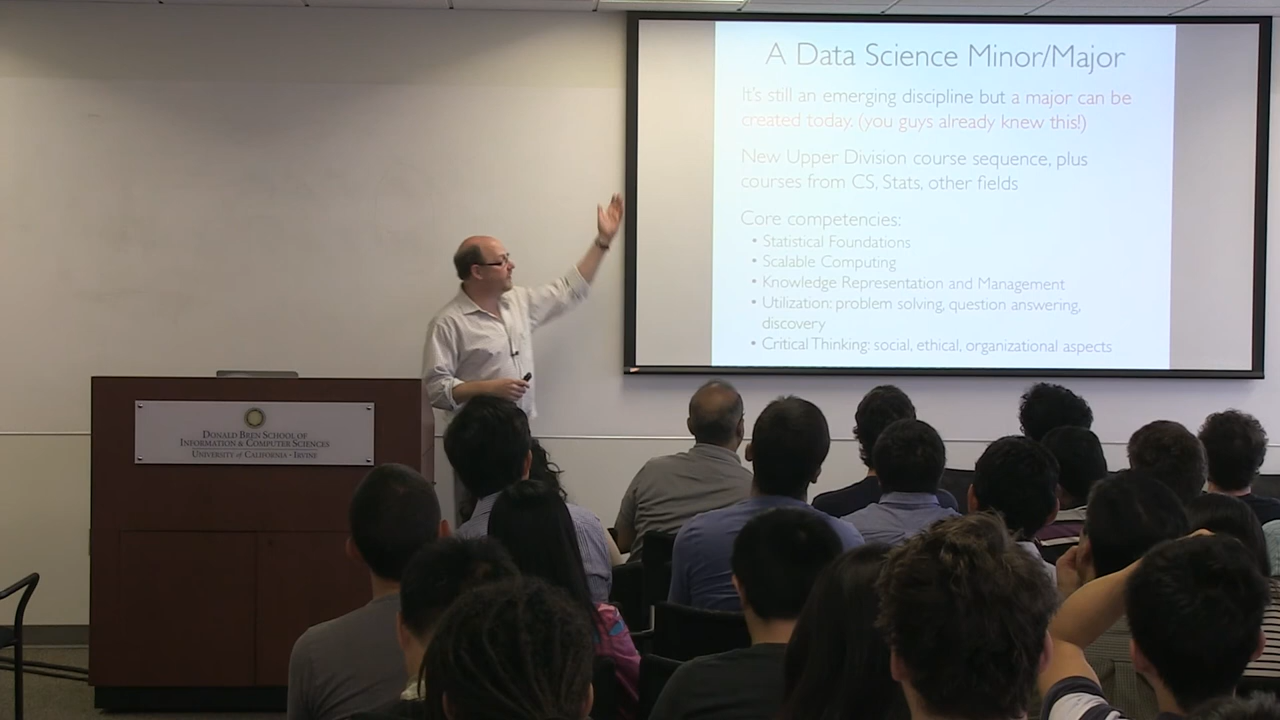 A Data Science Minor/Major
It's still an emerging discipline but a major can be
created today. (you guys already knew this!)
New Upper Division course sequence, plus
courses from CS, Stats, other fields
Core competencies:
• Statistical Foundations
• Scalable Computing
• Knowledge Representation and Management
• Utilization: problem solving, question answering,
discovery
• Critical Thinking: social, ethical, organizational aspects
DONALD BREN SCHOOL OF
INFORMATION & COMPUTER SCIENCES
UNIVERSITY of CALIFORNIA • IRVINE